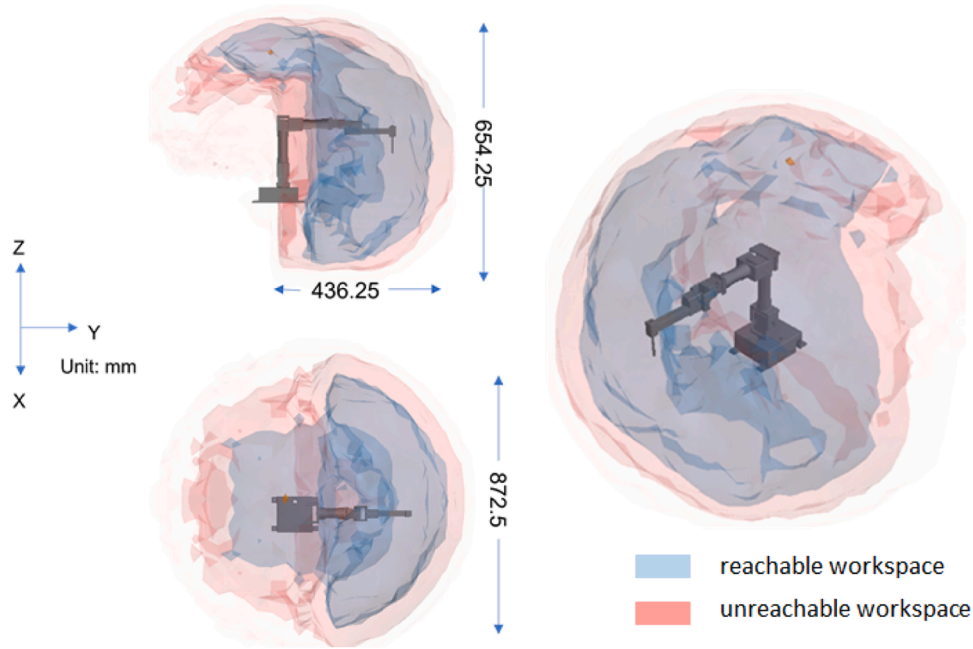 654.25
436.25
Z
Y
Unit: mm
X
872.5
reachable workspace
unreachable workspace